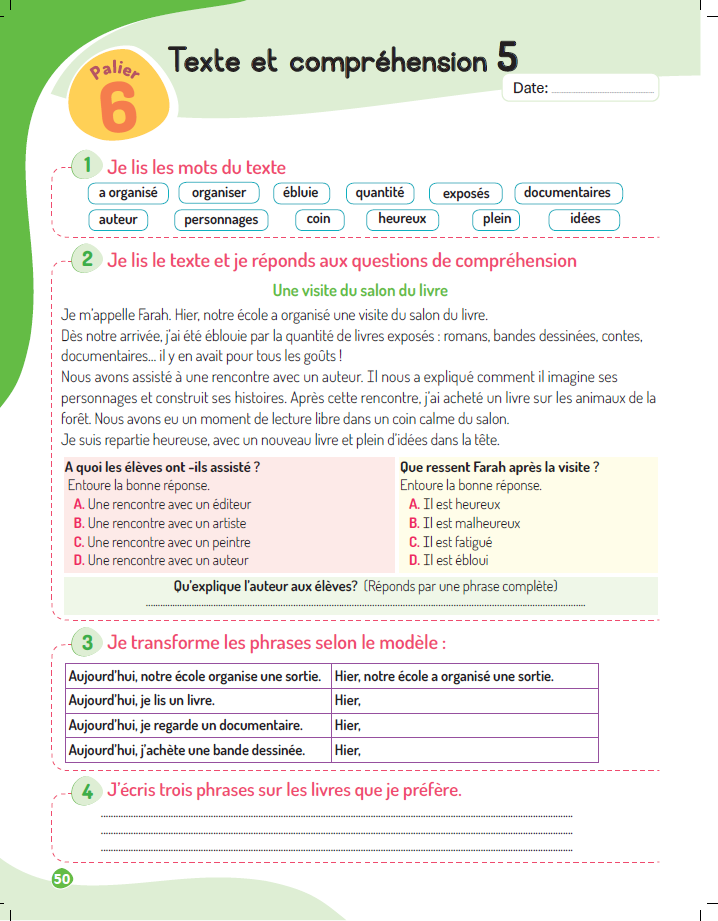 Texte et compréhension 5
Palier
6
Date:
1 Je lis les mots du texte
a organisé organiser ébluie quantité exposés documentaires
auteur personnages coin heureux plein idées
2 Je lis le texte et je réponds aux questions de compréhension
Une visite du salon du livre
Je m'appelle Farah. Hier, notre école a organisé une visite du salon du livre.
Dès notre arrivée, j'ai été éblouie par la quantité de livres exposés : romans, bandes dessinées, contes,
documentaires... il y en avait pour tous les goûts !
Nous avons assisté à une rencontre avec un auteur. Il nous a expliqué comment il imagine ses
personnages et construit ses histoires. Après cette rencontre, j'ai acheté un livre sur les animaux de la
forêt. Nous avons eu un moment de lecture libre dans un coin calme du salon.
Je suis repartie heureuse, avec un nouveau livre et plein d'idées dans la tête.
A quoi les élèves ont -ils assisté ?
Entoure la bonne réponse.
A. Une rencontre avec un éditeur
B. Une rencontre avec un artiste
C. Une rencontre avec un peintre
D. Une rencontre avec un auteur
Que ressent Farah après la visite ?
Entoure la bonne réponse.
A. Il est heureux
B. Il est malheureux
C. Il est fatigué
D. Il est ébloui
Qu'explique l'auteur aux élèves? (Réponds par une phrase complète)
3 Je transforme les phrases selon le modèle :
Aujourd'hui, notre école organise une sortie. Hier, notre école a organisé une sortie.
Aujourd'hui, je lis un livre. Hier,
Aujourd'hui, je regarde un documentaire. Hier,
Aujourd'hui, j'achète une bande dessinée. Hier,
4 J'écris trois phrases sur les livres que je préfère.
50